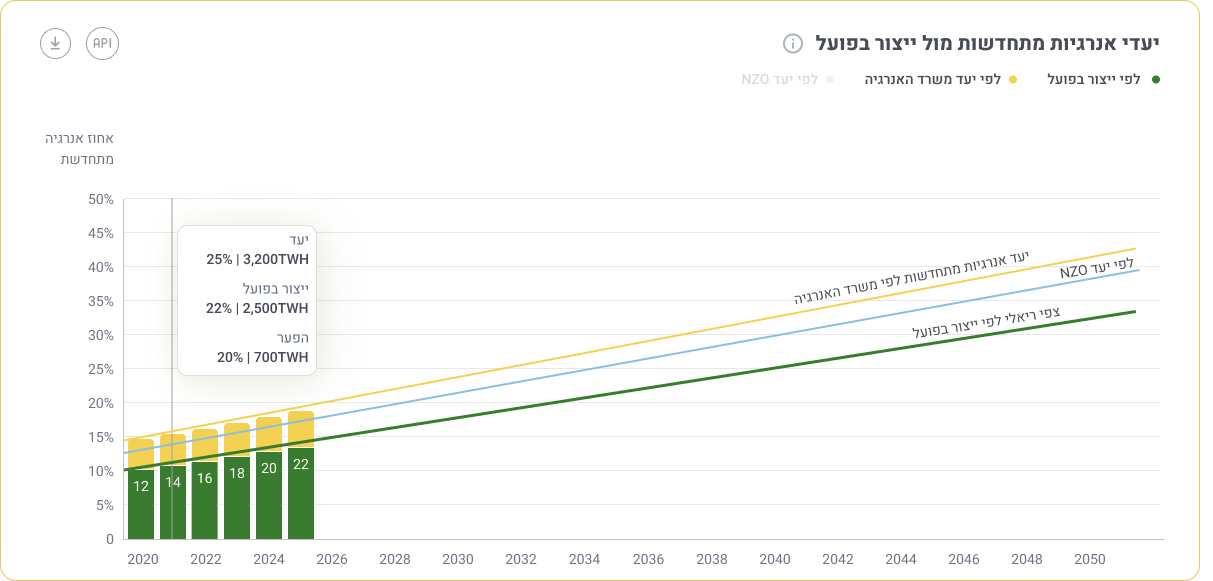 יעדי אנרגיות מתחדשות מול ייצור בפועל
API
לפי ייצור בפועל
לפי יעד משרד האנרגיה
לפי יעד NZO
אחוז אנרגיה
מתחדשת
50%
45%
40%
35%
30%
25%
20%
15%
10%
5%
0
יעד
25% | 3,200TWH
ייצור בפועל
22% | 2,500TWH
הפער
20% | 700TWH
יעד אנרגיות מתחדשות לפי משרד האנרגיה
לפי יעד NZO
צפי ריאלי לפי ייצור בפועל
12
14
16
18
20
22
2020
2022
2024
2026
2028
2030
2032
2034
2036
2038
2040
2042
2044
2046
2048
2050